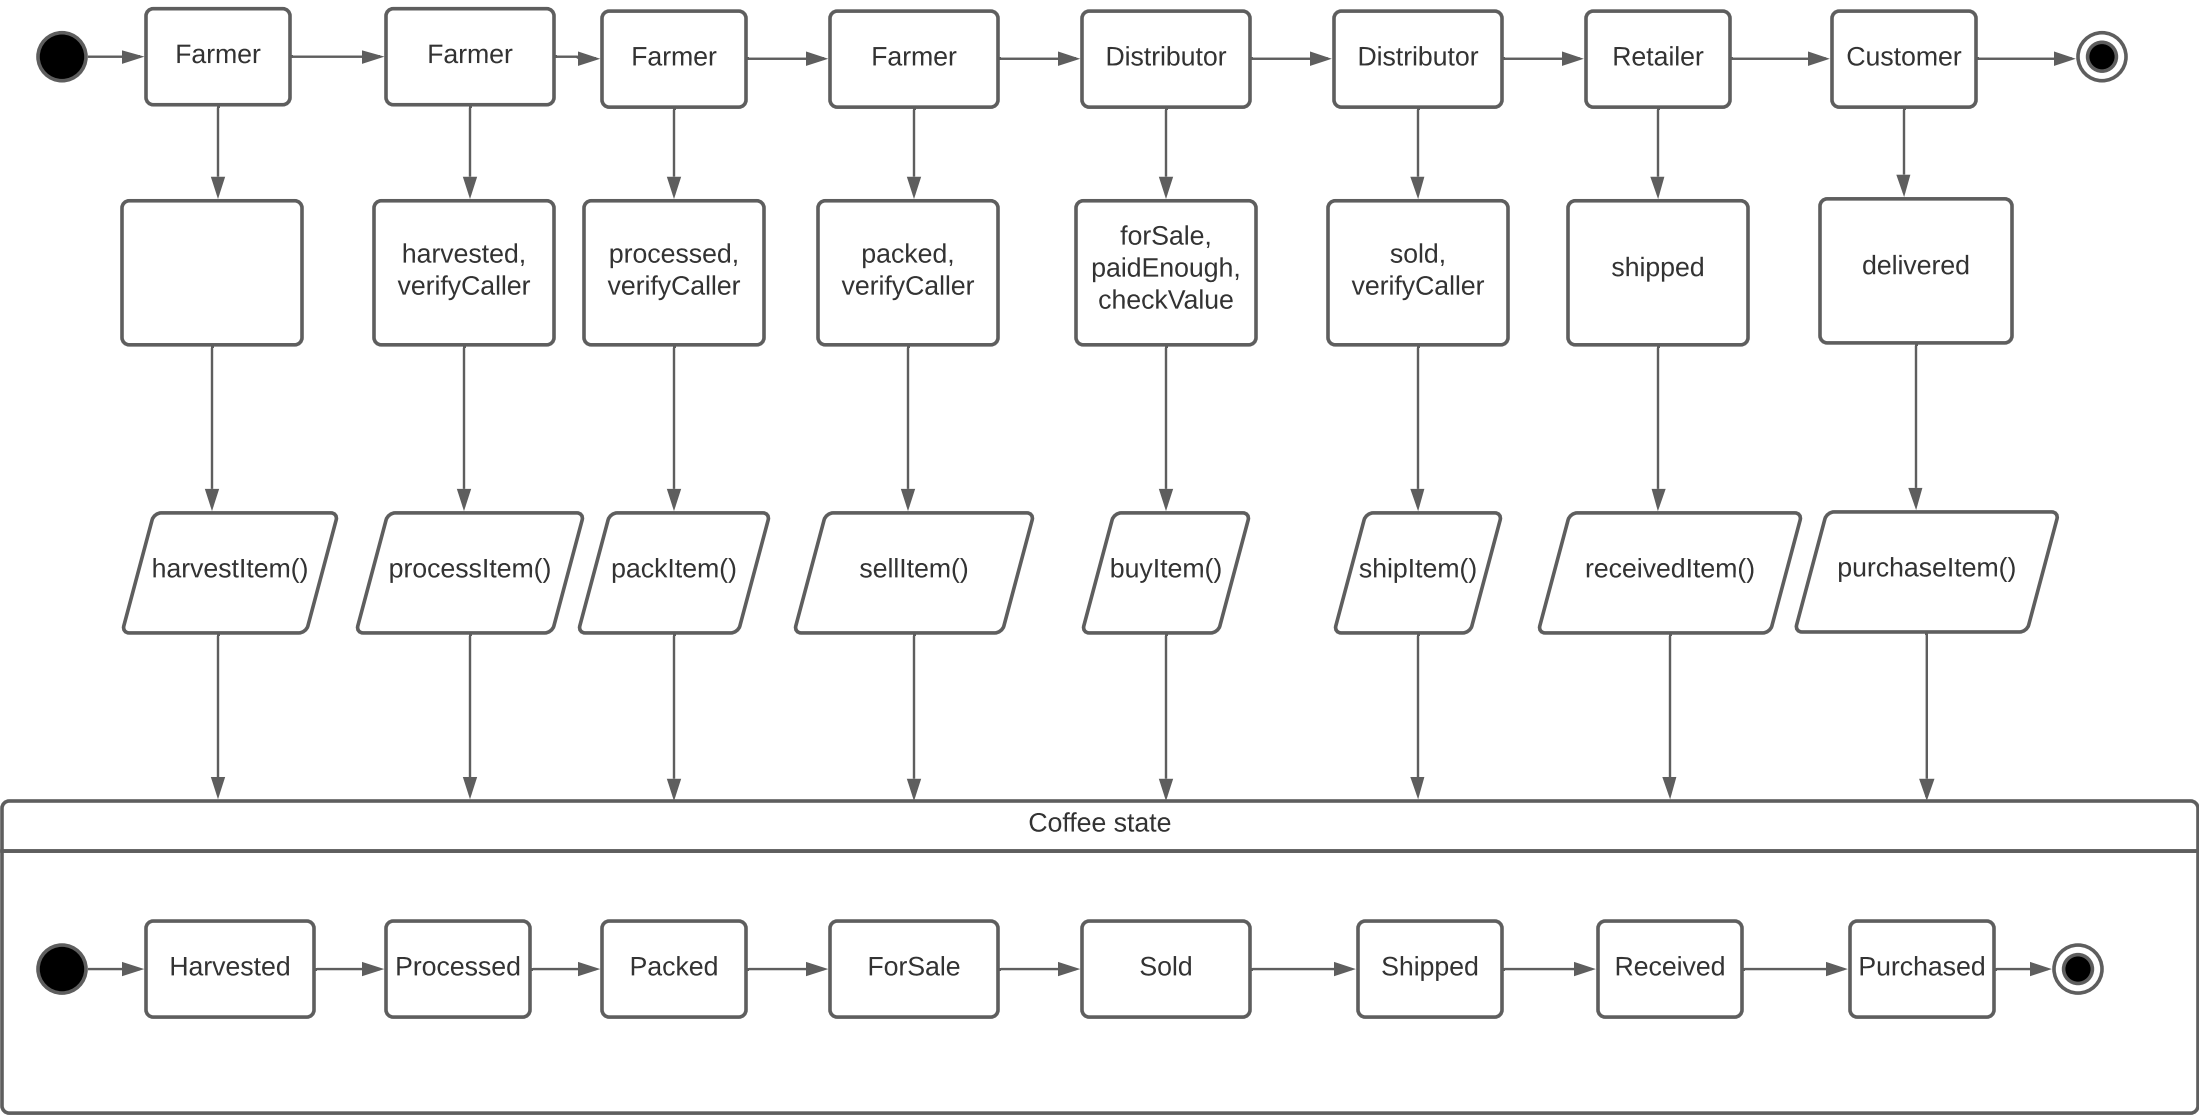 Farmer
Farmer
Farmer
Farmer
Distributor
Distributor
Retailer
Customer
harvested,
verifyCaller
processed,
verifyCaller
packed,
verifyCaller
forSale,
paidEnough,
checkValue
sold,
verifyCaller
shipped
delivered
harvestItem()
processItem()
packItem()
sellItem()
buyItem()
shipItem()
receivedItem()
purchaseItem()
Coffee state
Harvested
Processed
Packed
ForSale
Sold
Shipped
Received
Purchased